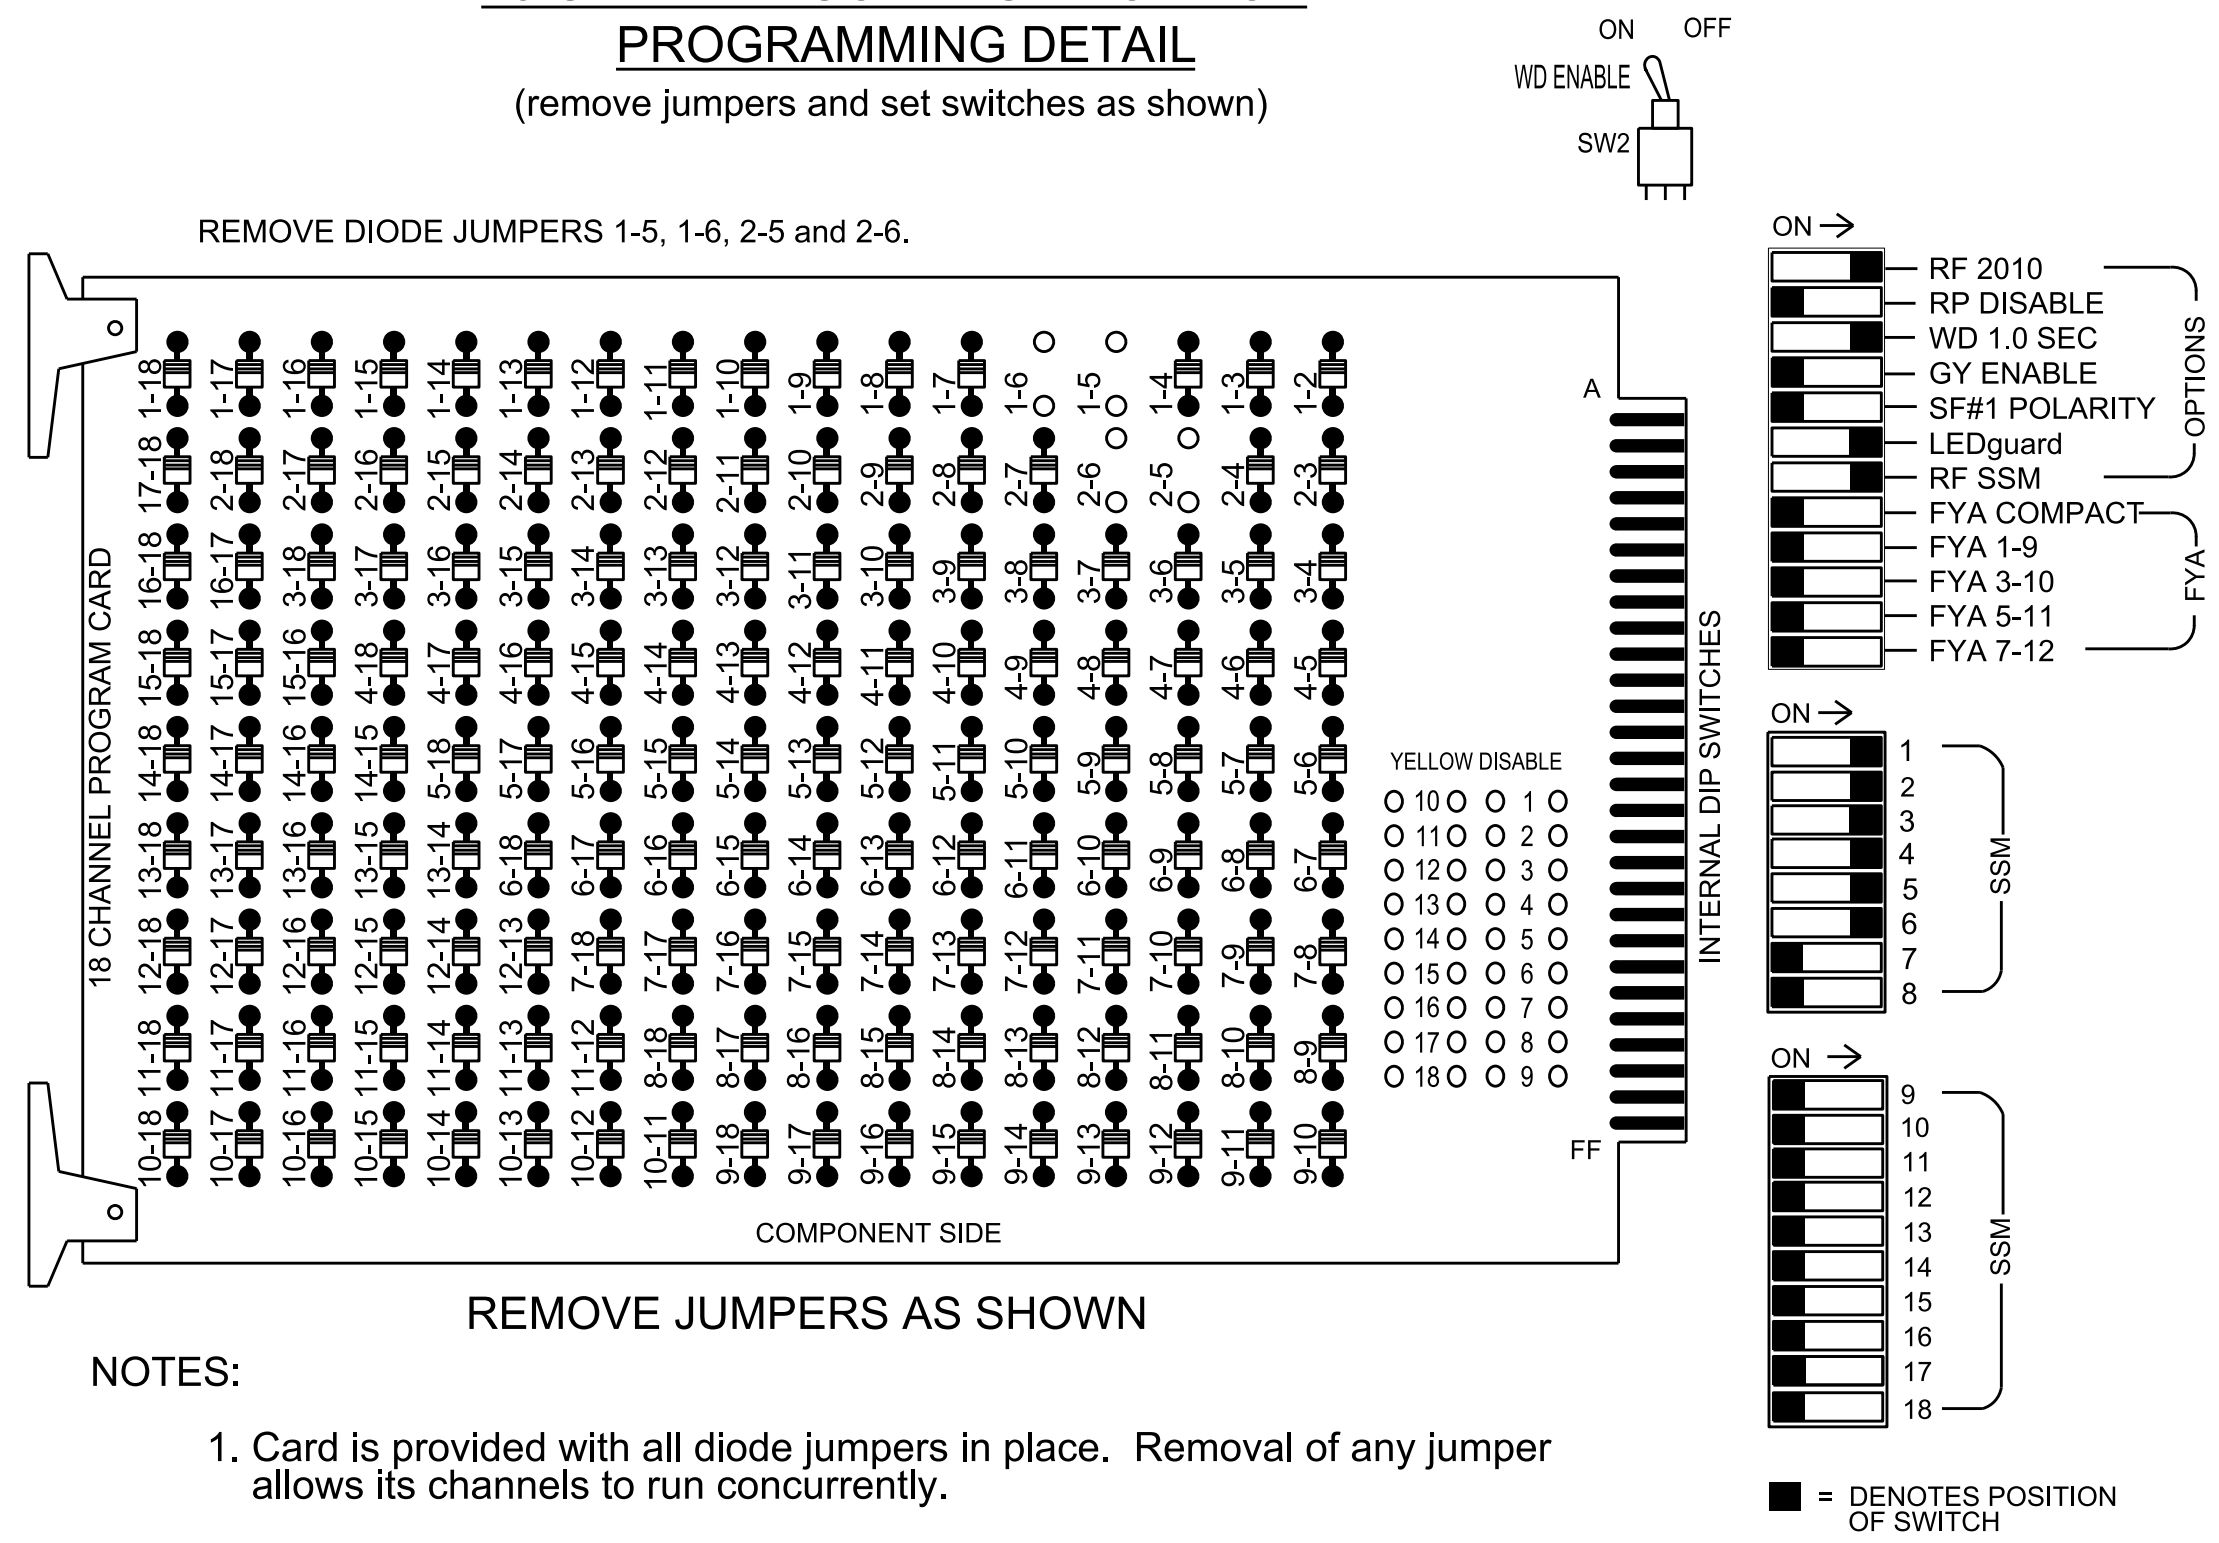 PROGRAMMING DETAIL
(remove jumpers and set switches as shown)
ON OFF
WD ENABLE
SW2
REMOVE DIODE JUMPERS 1-5, 1-6, 2-5 and 2-6.
18 CHANNEL PROGRAM CARD
1-18 1-17 1-16 1-15 1-14 1-13 1-12 1-11 1-10 1-9 1-8 1-7 1-6 1-5 1-4 1-3 1-2
17-18 2-18 2-17 2-16 2-15 2-14 2-13 2-12 2-11 2-10 2-9 2-8 2-7 2-6 2-5 2-4 2-3
16-18 16-17 3-18 3-17 3-16 3-15 3-14 3-13 3-12 3-11 3-10 3-9 3-8 3-7 3-6 3-5 3-4
15-18 15-17 15-16 4-18 4-17 4-16 4-15 4-14 4-13 4-12 4-11 4-10 4-9 4-8 4-7 4-6 4-5
14-18 14-17 14-16 14-15 5-18 5-17 5-16 5-15 5-14 5-13 5-12 5-11 5-10 5-9 5-8 5-7 5-6
13-18 13-17 13-16 13-15 13-14 6-18 6-17 6-16 6-15 6-14 6-13 6-12 6-11 6-10 6-9 6-8 6-7
12-18 12-17 12-16 12-15 12-14 12-13 7-18 7-17 7-16 7-15 7-14 7-13 7-12 7-11 7-10 7-9 7-8
11-18 11-17 11-16 11-15 11-14 11-13 11-12 8-18 8-17 8-16 8-15 8-14 8-13 8-12 8-11 8-10 8-9
10-18 10-17 10-16 10-15 10-14 10-13 10-12 10-11 9-18 9-17 9-16 9-15 9-14 9-13 9-12 9-11 9-10
YELLOW DISABLE
10 1
11 2
12 3
13 4
14 5
15 6
16 7
17 8
18 9
A
FF
COMPONENT SIDE
INTERNAL DIP SWITCHES
ON
RF 2010
RP DISABLE
WD 1.0 SEC
GY ENABLE
SF#1 POLARITY
LEDguard
RF SSM
OPTIONS
FYA COMPACT
FYA 1-9
FYA 3-10
FYA 5-11
FYA 7-12
FYA
ON
1
2
3
4
5
6
7
8
SSM
ON
9
10
11
12
13
14
15
16
17
18
SSM
REMOVE JUMPERS AS SHOWN
NOTES:
1. Card is provided with all diode jumpers in place. Removal of any jumper
allows its channels to run concurrently.
= DENOTES POSITION
OF SWITCH